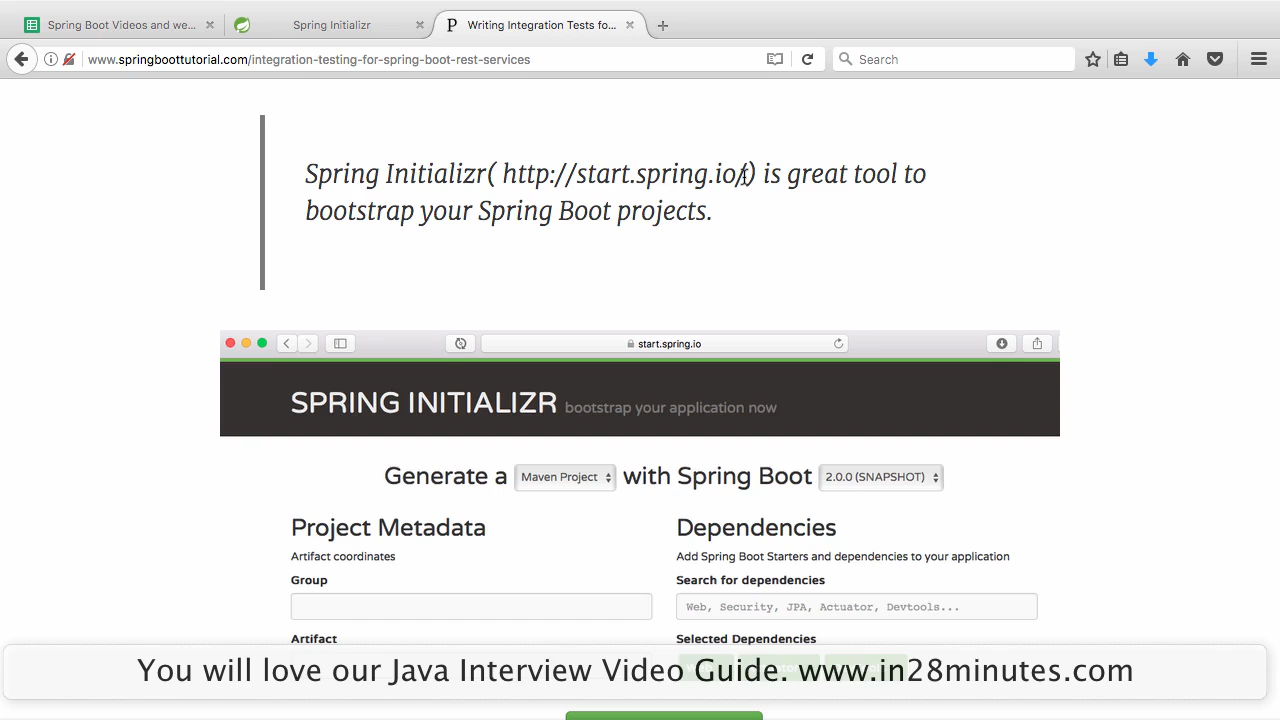 Spring Boot Videos and we...
Spring Initializr
Writing Integration Tests fo...
www.springboottutorial.com/integration-testing-for-spring-boot-rest-services
Search
Spring Initializr( http://start.spring.io/) is great tool to
bootstrap your Spring Boot projects.
start.spring.io
SPRING INITIALIZR bootstrap your application now
Generate a Maven Project with Spring Boot 2.0.0 (SNAPSHOT)
Project Metadata
Artifact coordinates
Group
Artifact
Dependencies
Add Spring Boot Starters and dependencies to your application
Search for dependencies
Web, Security, JPA, Actuator, Devtools...
Selected Dependencies
You will love our Java Interview Video Guide. www.in28minutes.com